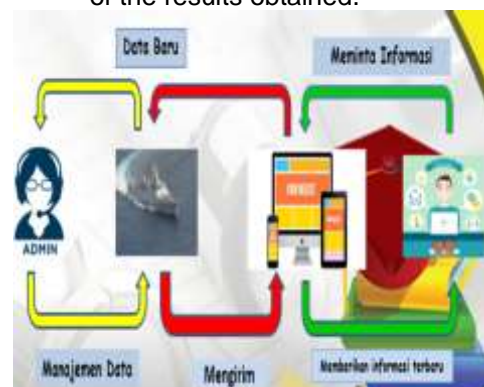 of the results obtained.
Data Baru
Meminta Informasi
ADMIN
Manajemen Data
Mengirim
Memberikan informasi terbaru